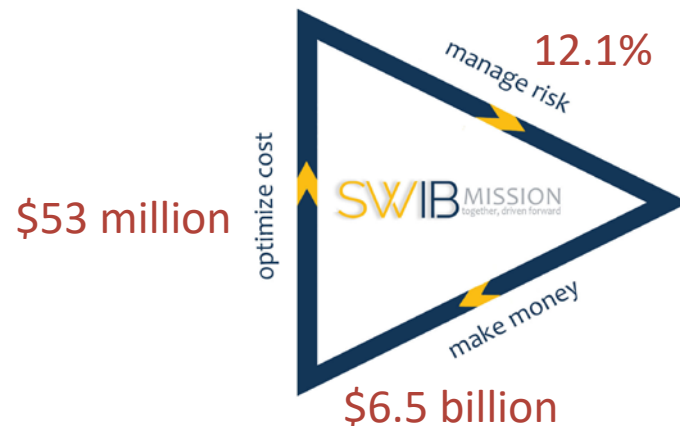 12.1%
manage risk
optimize cost
SWIB MISSION
together, driven forward
$53 million
make money
$6.5 billion